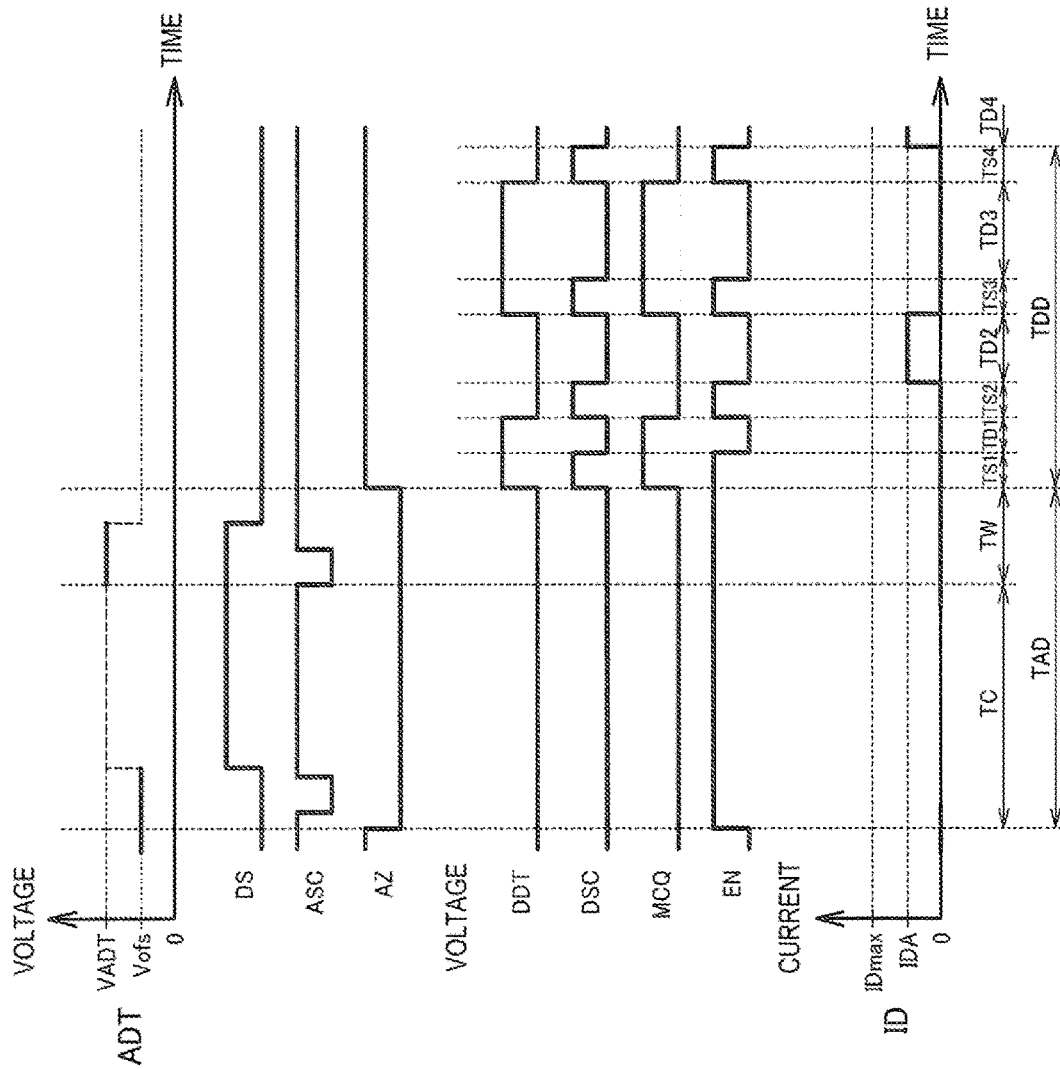 VOLTAGE
ADT
VADT
Vofs
0
TIME
DS
ASC
AZ
VOLTAGE
DDT
DSC
MCQ
EN
CURRENT
ID
IDmax
IDA
0
TIME
TC
TW
TS1
TD1
TS2
TD2
TS3
TD3
TS4
TD4
TAD
TDD